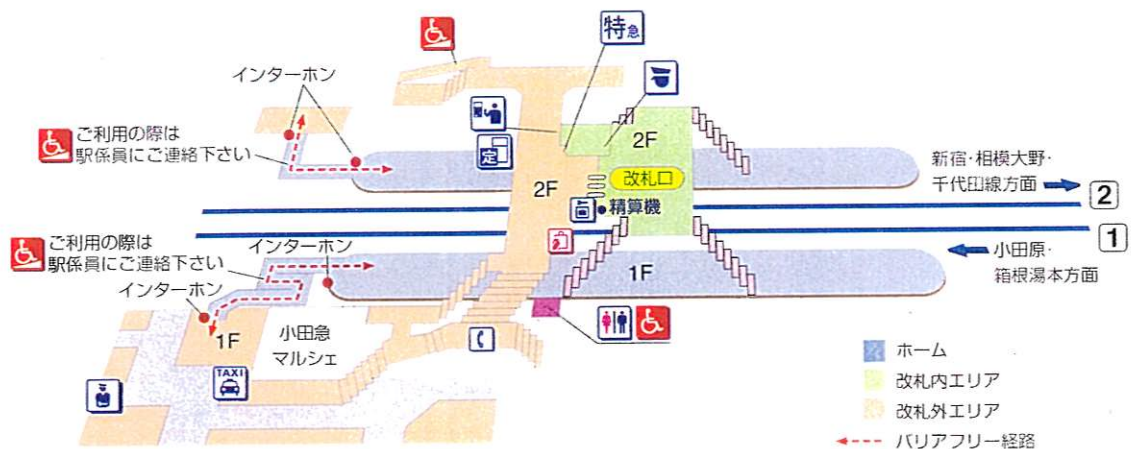 特急
インターホン
ご利用の際は
駅係員にご連絡下さい
定
2F
改札口
2F
精算機
新宿・相模大野・
千代田線方面
2
1
小田原・
箱根湯本方面
ご利用の際は
駅係員にご連絡下さい
インターホン
インターホン
1F
1F
小田急
マルシェ
TAXI
ホーム
改札内エリア
改札外エリア
バリアフリー経路